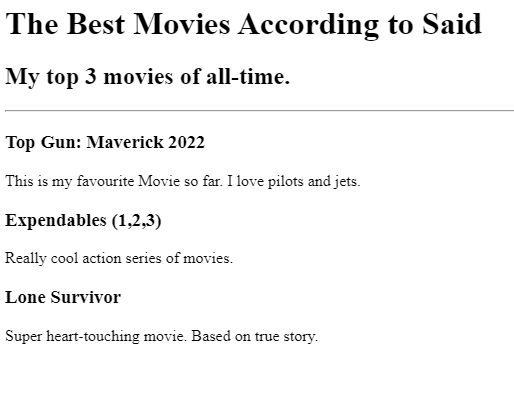 The Best Movies According to Said
My top 3 movies of all-time.
Top Gun: Maverick 2022
This is my favourite Movie so far. I love pilots and jets.
Expendables (1,2,3)
Really cool action series of movies.
Lone Survivor
Super heart-touching movie. Based on true story.